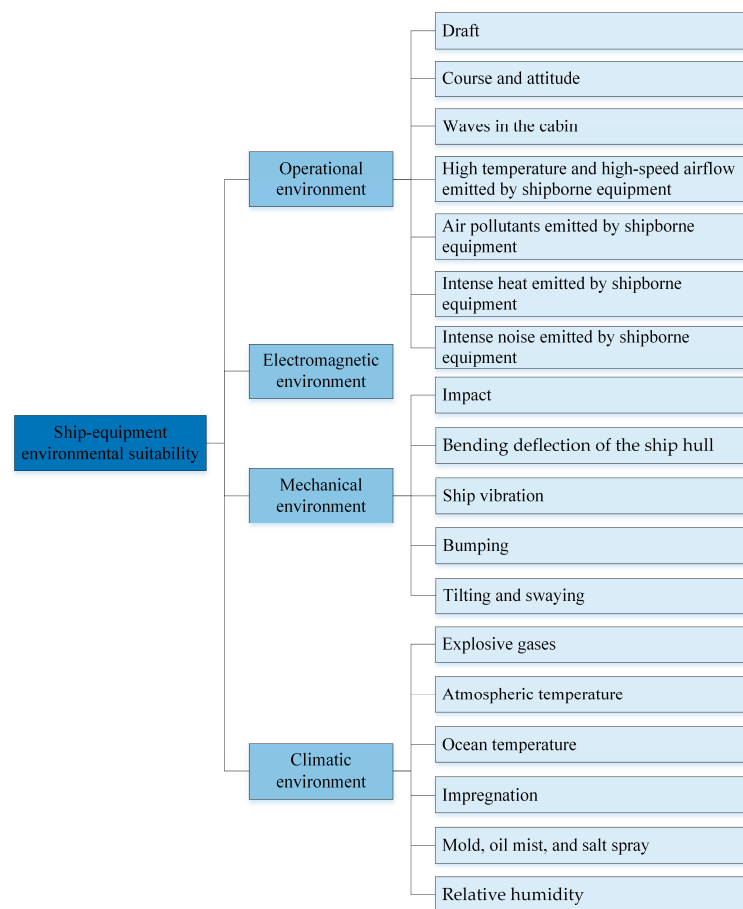 Draft
Course and attitude
Waves in the cabin
Operational
environment
High temperature and high-speed airflow
emitted by shipborne equipment
Air pollutants emitted by shipborne
equipment
Intense heat emitted by shipborne
equipment
Intense noise emitted by shipborne
equipment
Electromagnetic
environment
Impact
Ship-equipment
environmental suitability
Bending deflection of the ship hull
Mechanical
environment
Ship vibration
Bumping
Tilting and swaying
Explosive gases
Atmospheric temperature
Ocean temperature
Climatic
environment
Impregnation
Mold, oil mist, and salt spray
Relative humidity